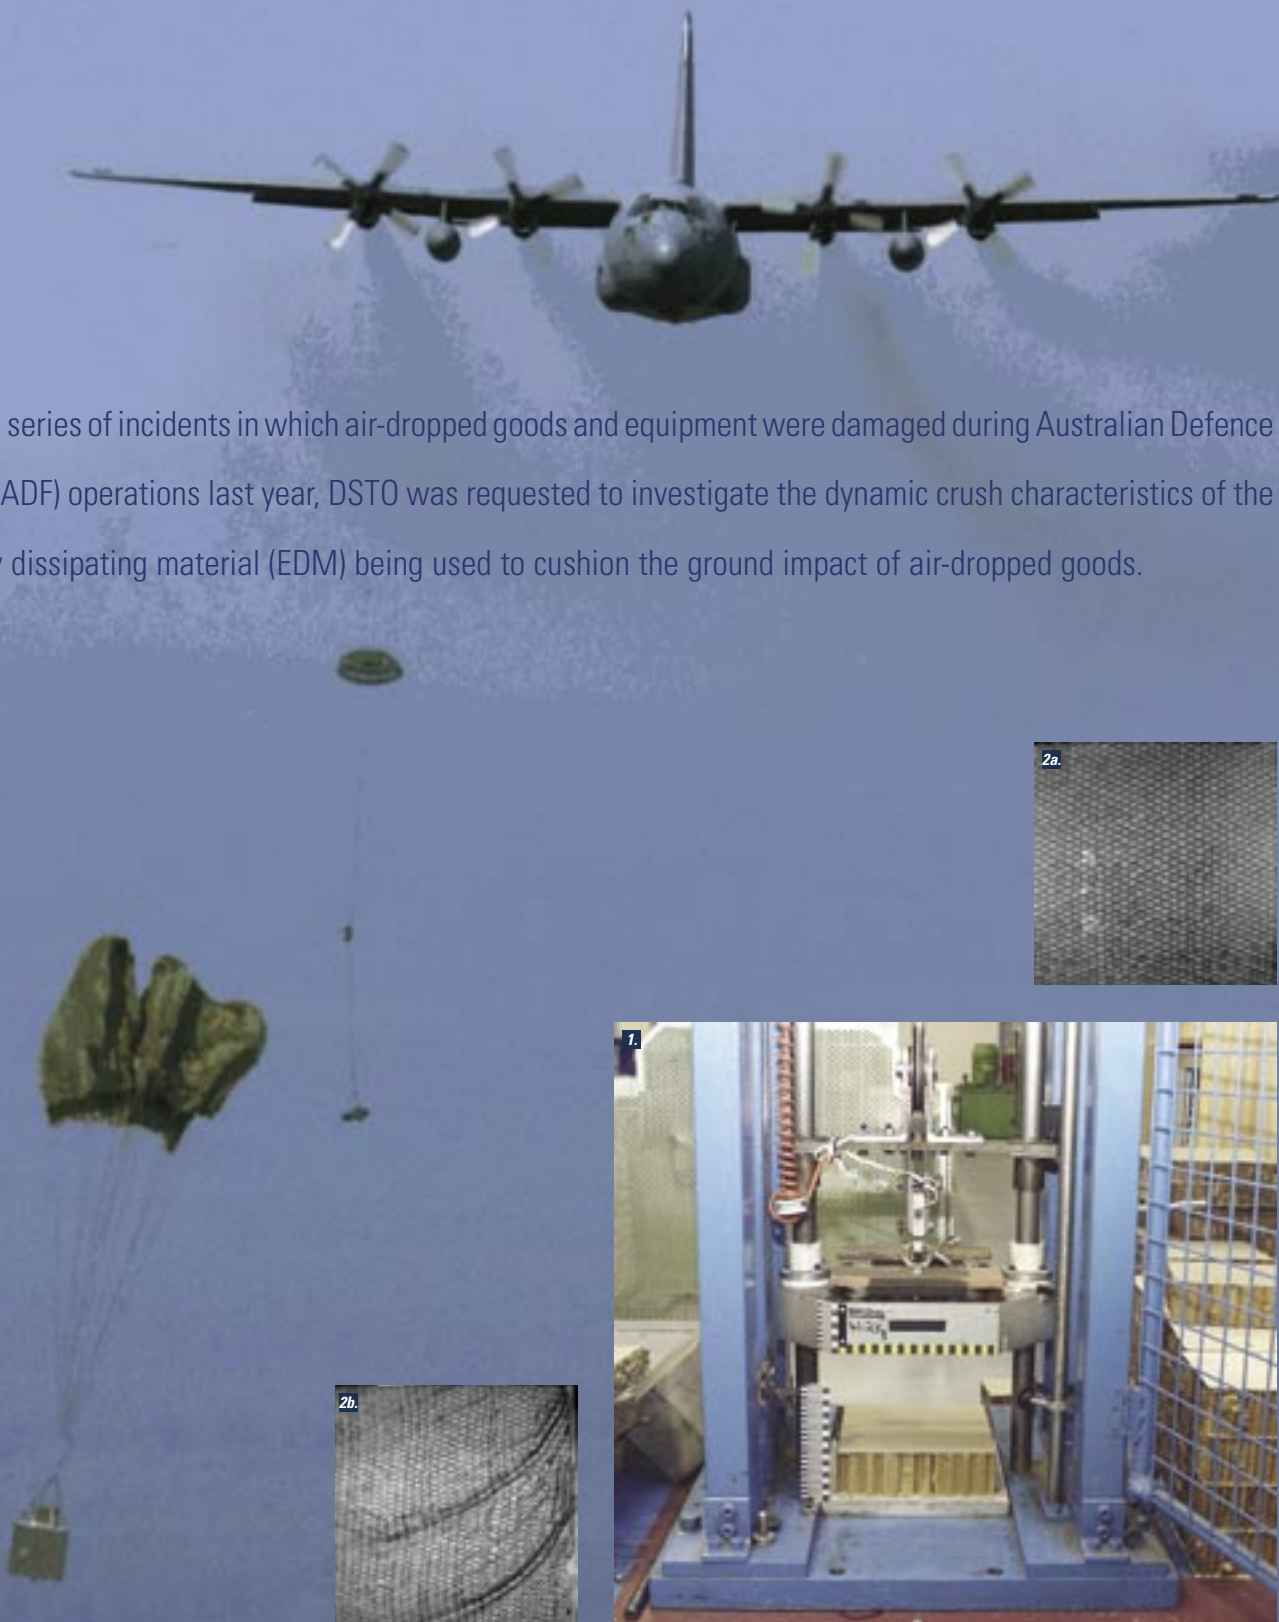 series of incidents in which air-dropped goods and equipment were damaged during Australian Defence
ADF) operations last year, DSTO was requested to investigate the dynamic crush characteristics of the
dissipating material (EDM) being used to cushion the ground impact of air-dropped goods.
2a.
1.
2b.